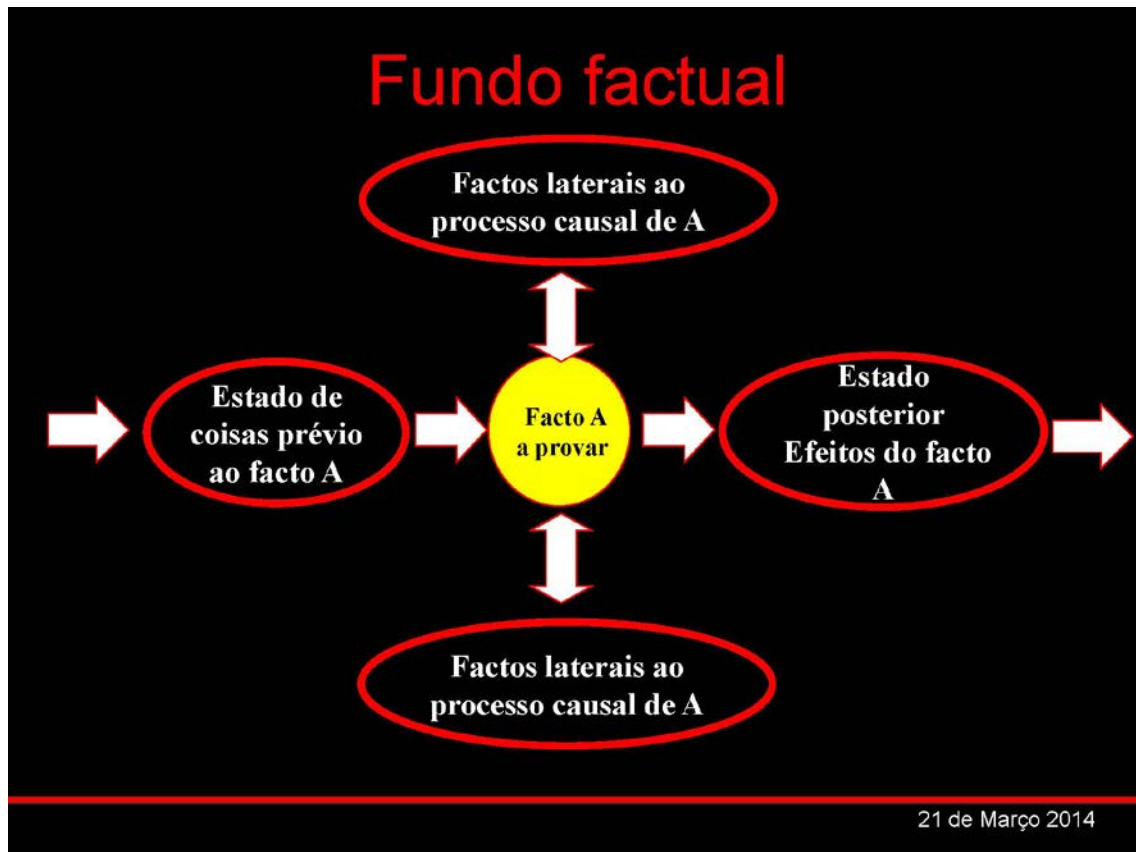 Fundo factual
Factos laterais ao
processo causal de A
Estado de
coisas prévio
ao facto A
Facto A
a provar
Estado
posterior
Efeitos do facto
A
Factos laterais ao
processo causal de A
21 de Março 2014